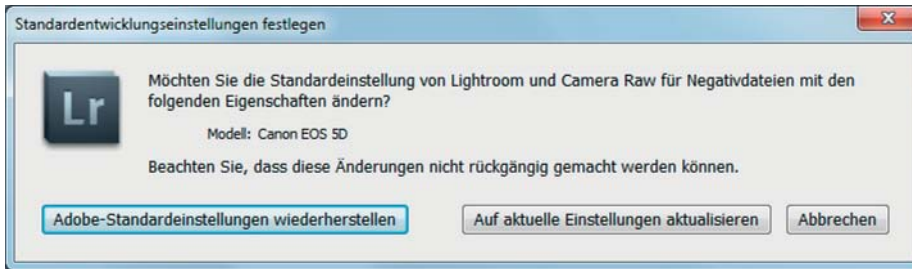 Standardentwicklungseinstellungen festlegen
Möchten Sie die Standardeinstellung von Lightroom und Camera Raw für Negativdateien mit den
folgenden Eigenschaften ändern?
Lr
Modell: Canon EOS 5D
Beachten Sie, dass diese Änderungen nicht rückgängig gemacht werden können.
Adobe-Standardeinstellungen wiederherstellen
Auf aktuelle Einstellungen aktualisieren
Abbrechen